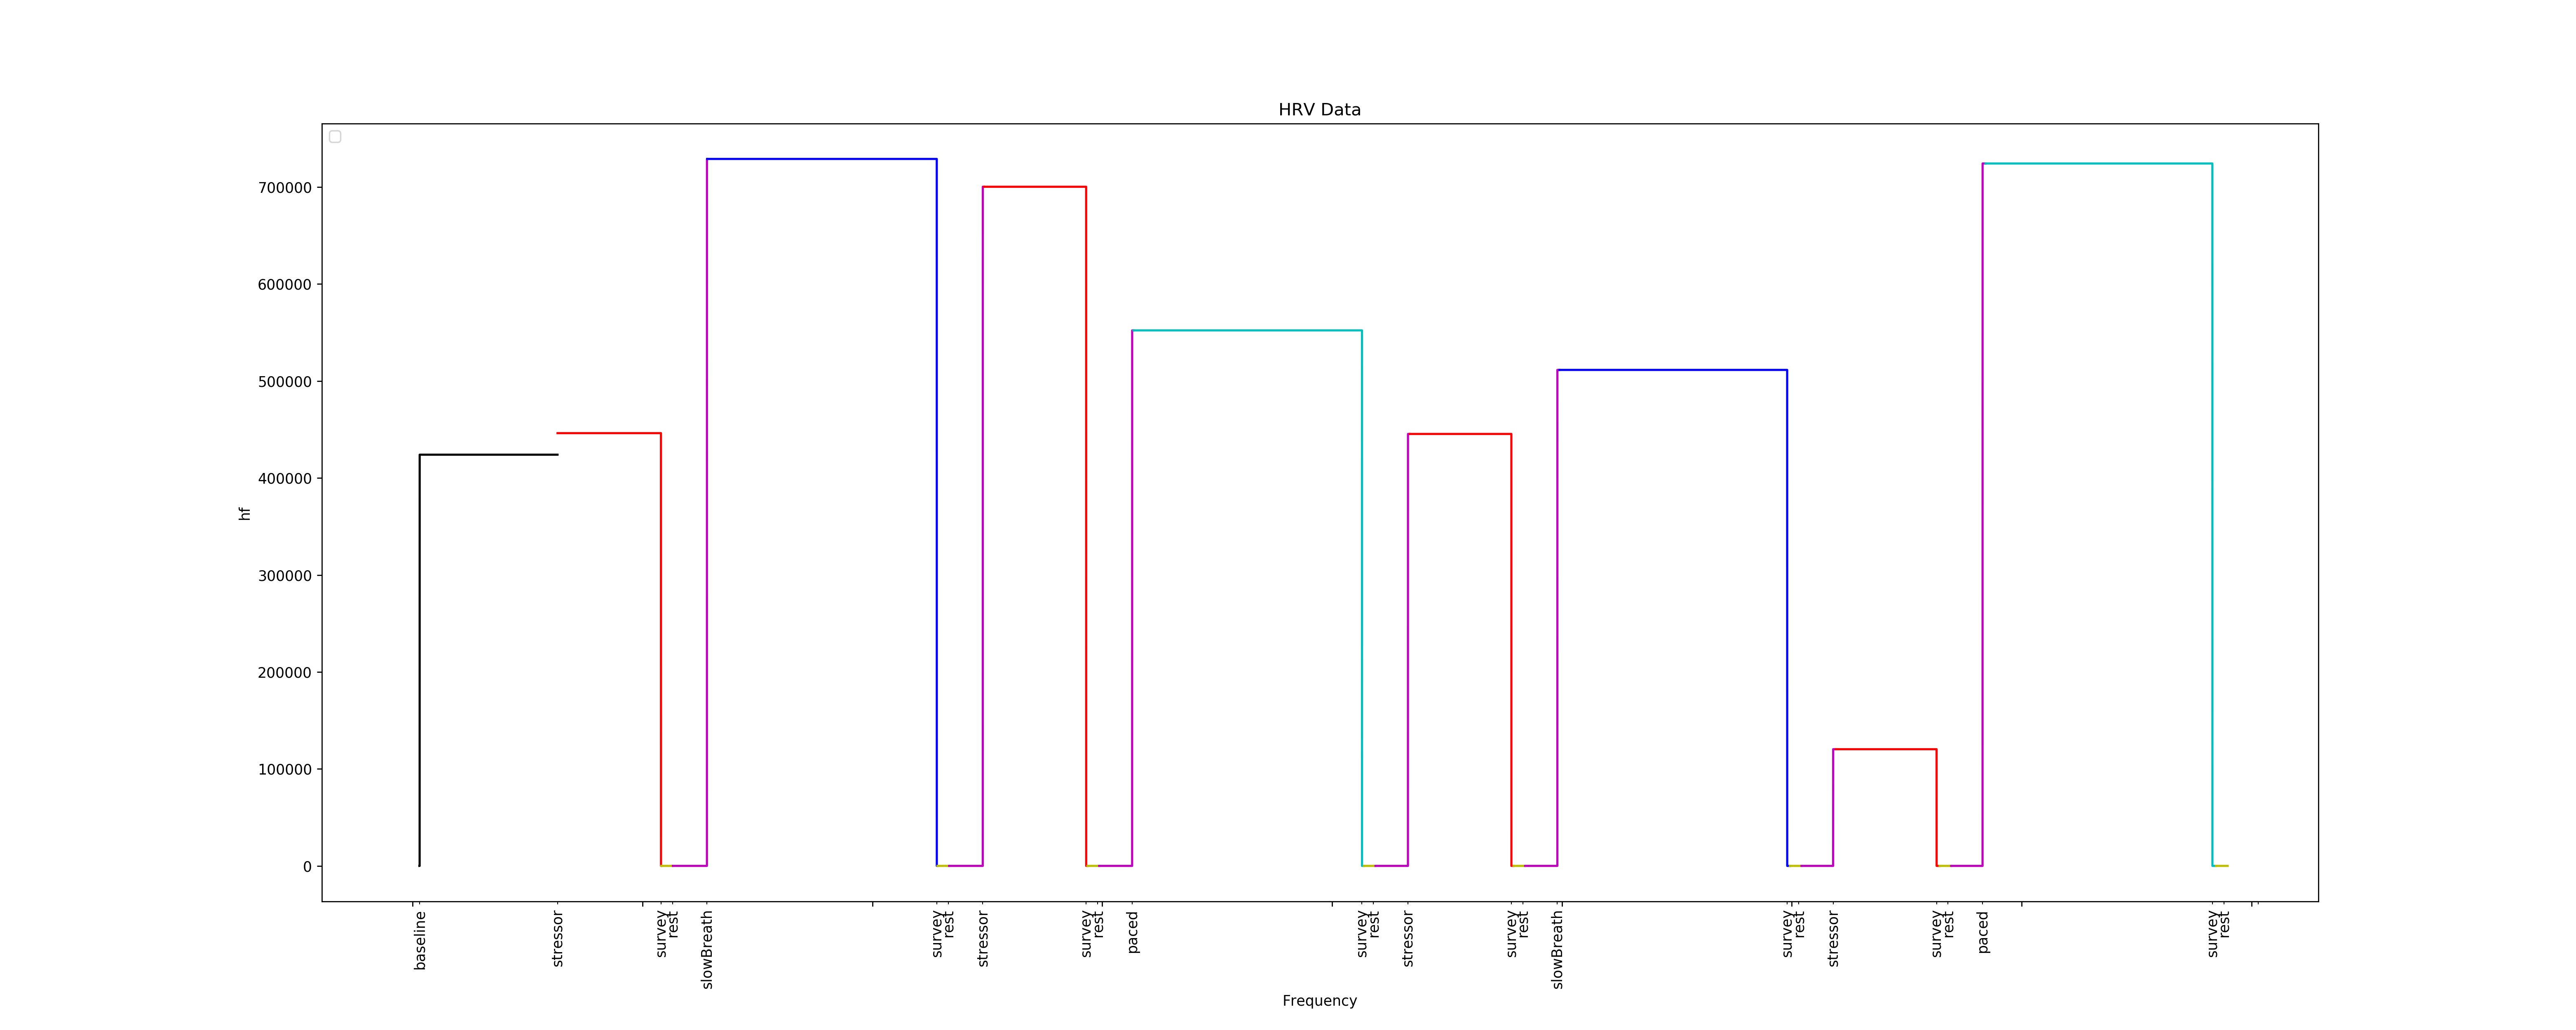 HRV Data
700000
600000
500000
400000
300000
200000
100000
0
hf
baseline
stressor
survey
rest
slowBreath
survey
rest
stressor
survey
rest
paced
survey
rest
stressor
survey
rest
slowBreath
survey
rest
stressor
survey
rest
paced
survey
rest
Frequency